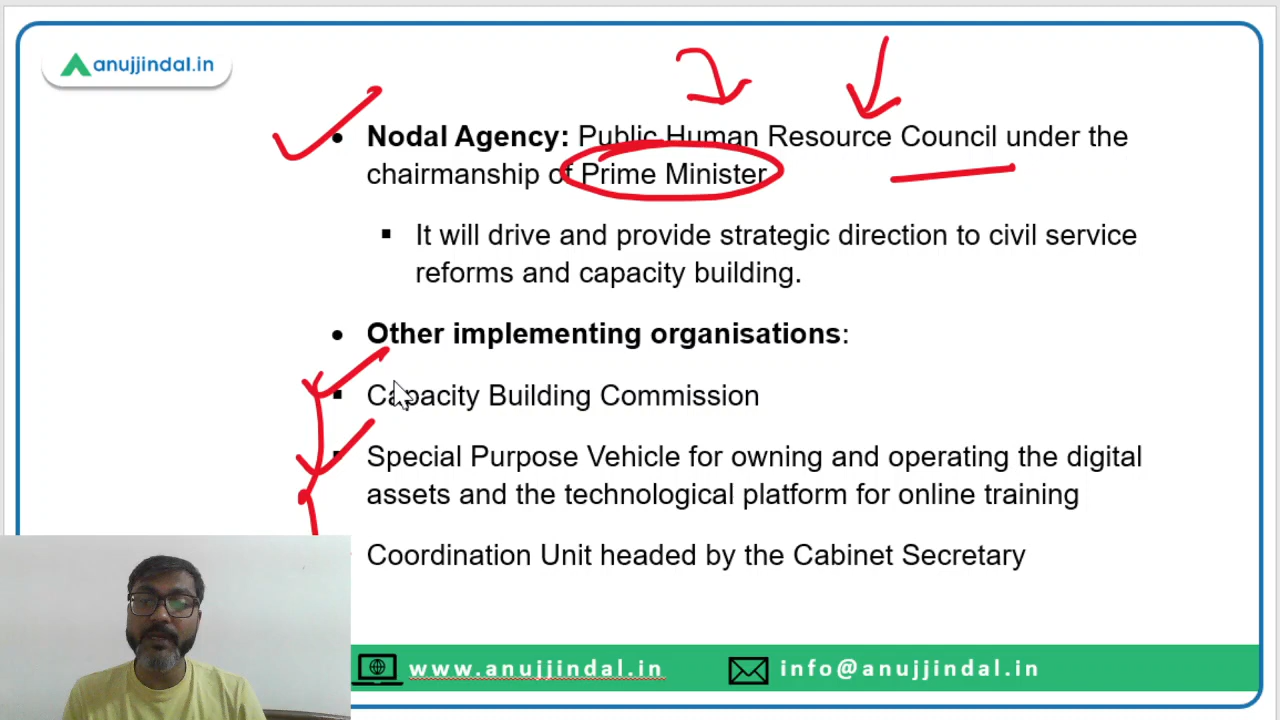 anujjindal.in
• Nodal Agency: Public Human Resource Council under the
chairmanship of Prime Minister
▪ It will drive and provide strategic direction to civil service
reforms and capacity building.
• Other implementing organisations:
▪ Capacity Building Commission
▪ Special Purpose Vehicle for owning and operating the digital
assets and the technological platform for online training
Coordination Unit headed by the Cabinet Secretary
www.anujjindal.in
info@anujjindal.in